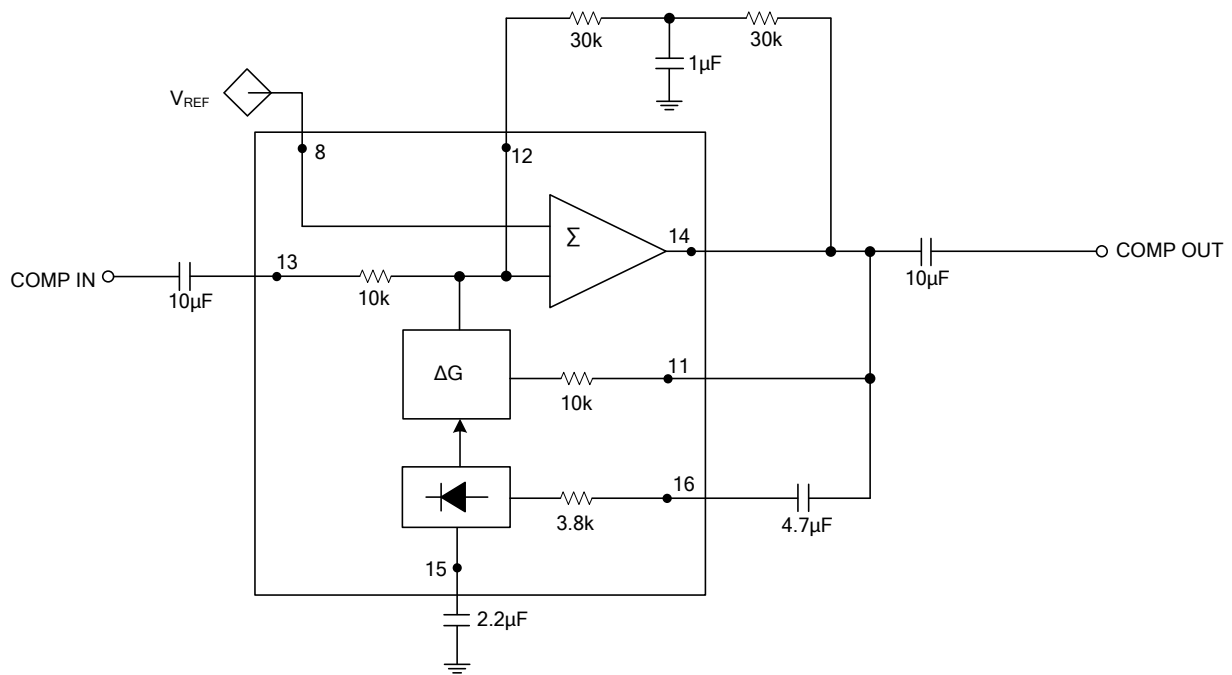 30k
30k
1µF
VREF
8
12
Σ
14
13
COMP IN
10µF
10k
10µF
COMP OUT
ΔG
11
10k
16
3.8k
4.7µF
15
2.2µF